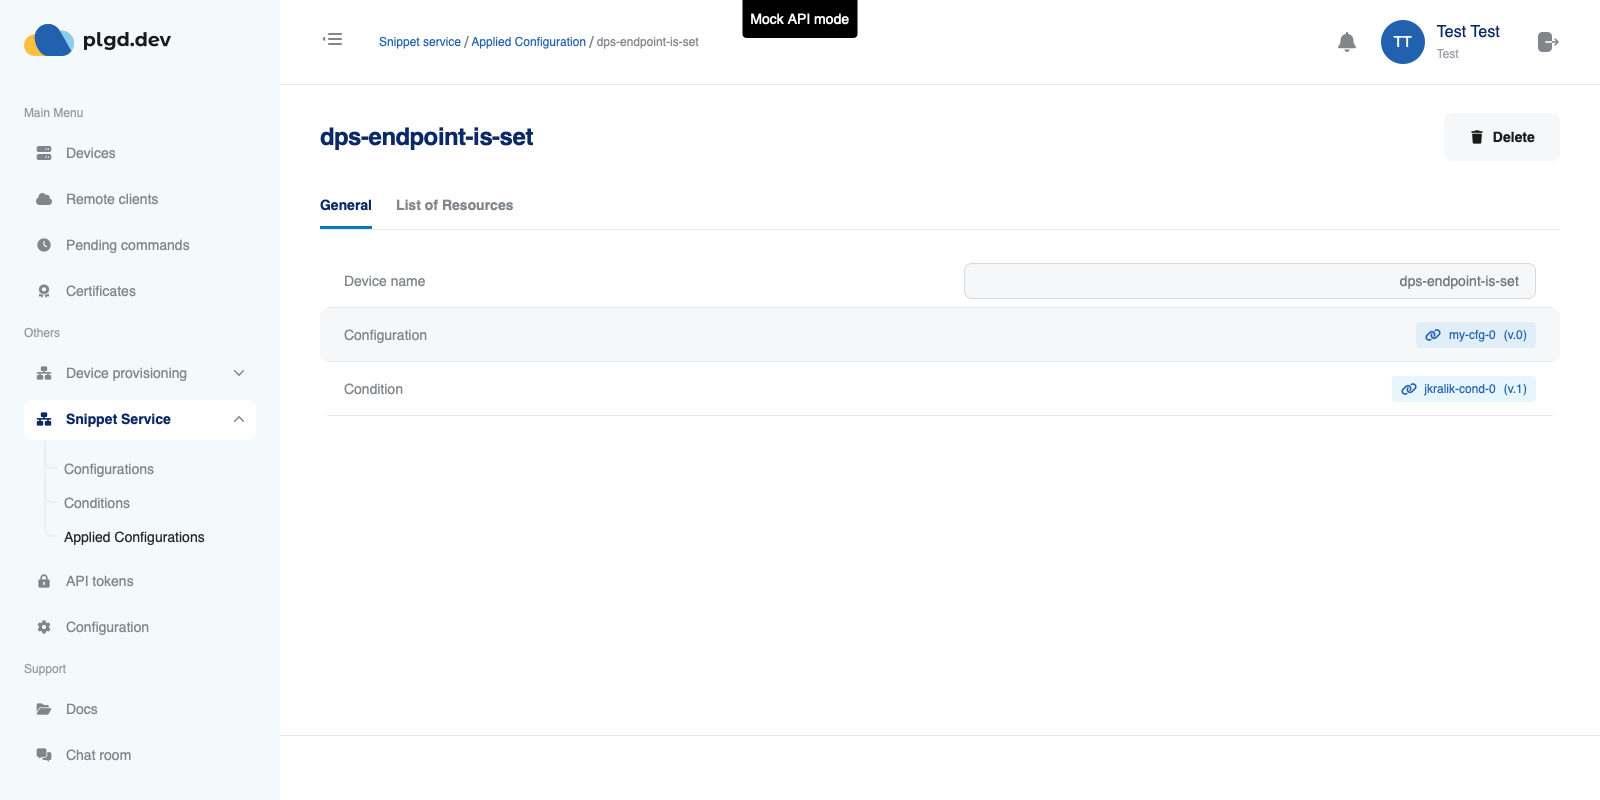 plgd.dev
Mock API mode
Snippet service / Applied Configuration / dps-endpoint-is-set
TT
Test Test
Test
Main Menu
Devices
Remote clients
Pending commands
Certificates
Others
Device provisioning
Snippet Service
Configurations
Conditions
Applied Configurations
API tokens
Configuration
Support
Docs
Chat room
dps-endpoint-is-set
Delete
General
List of Resources
Device name
dps-endpoint-is-set
Configuration
my-cfg-0 (v.0)
Condition
jkralik-cond-0 (v.1)